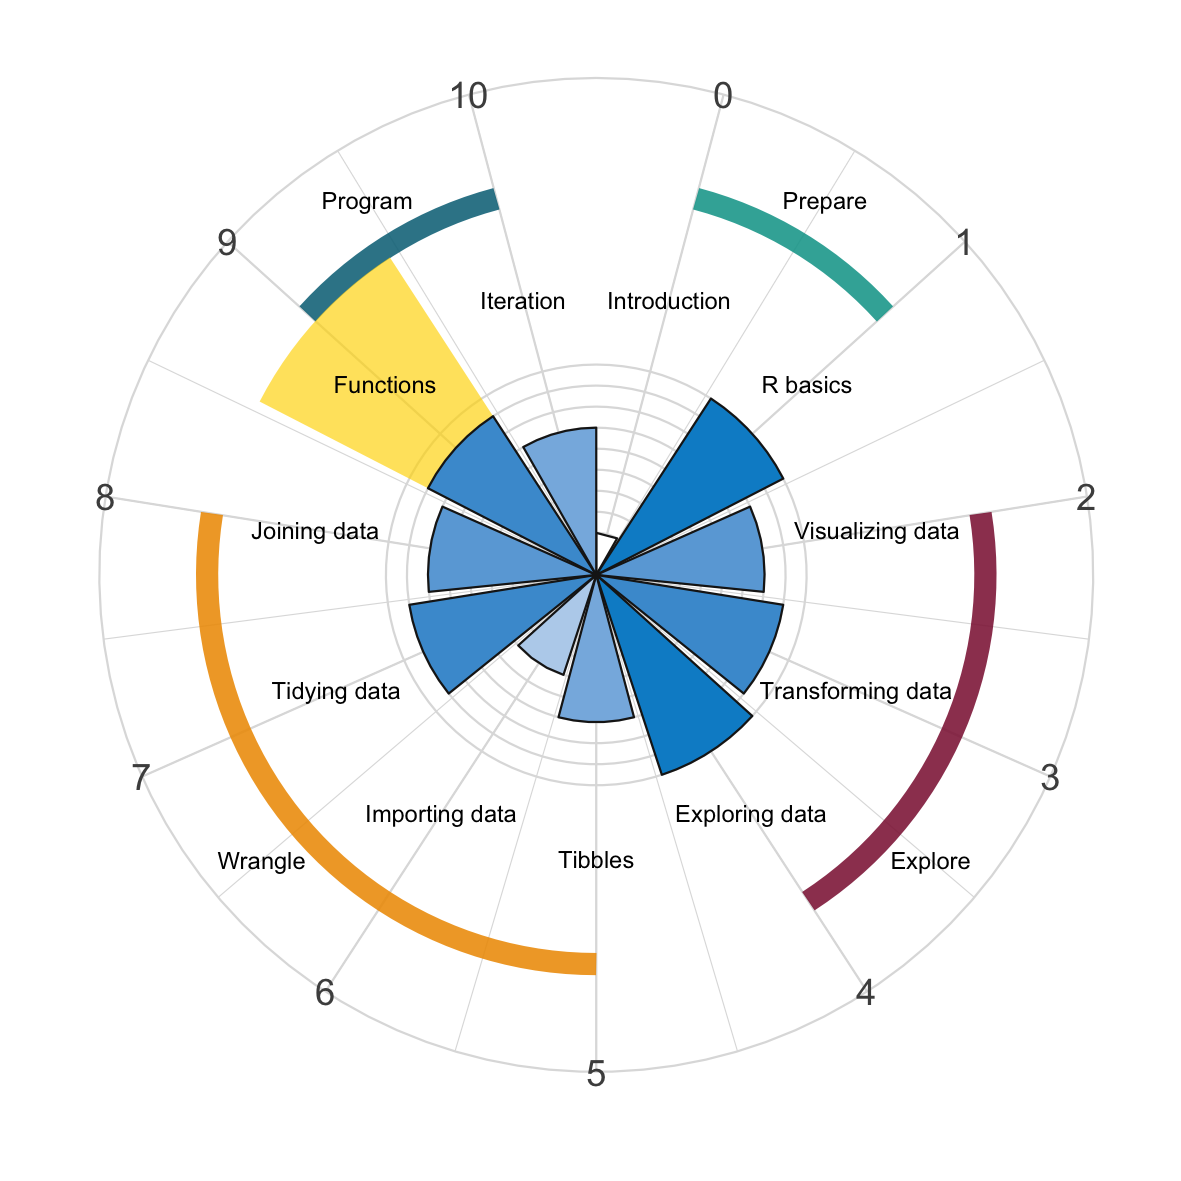 10
0
Program
Prepare
9
1
Iteration
Introduction
Functions
R basics
8
2
Joining data
Visualizing data
Tidying data
Transforming data
7
3
Importing data
Exploring data
Wrangle
Tibbles
Explore
6
4
5